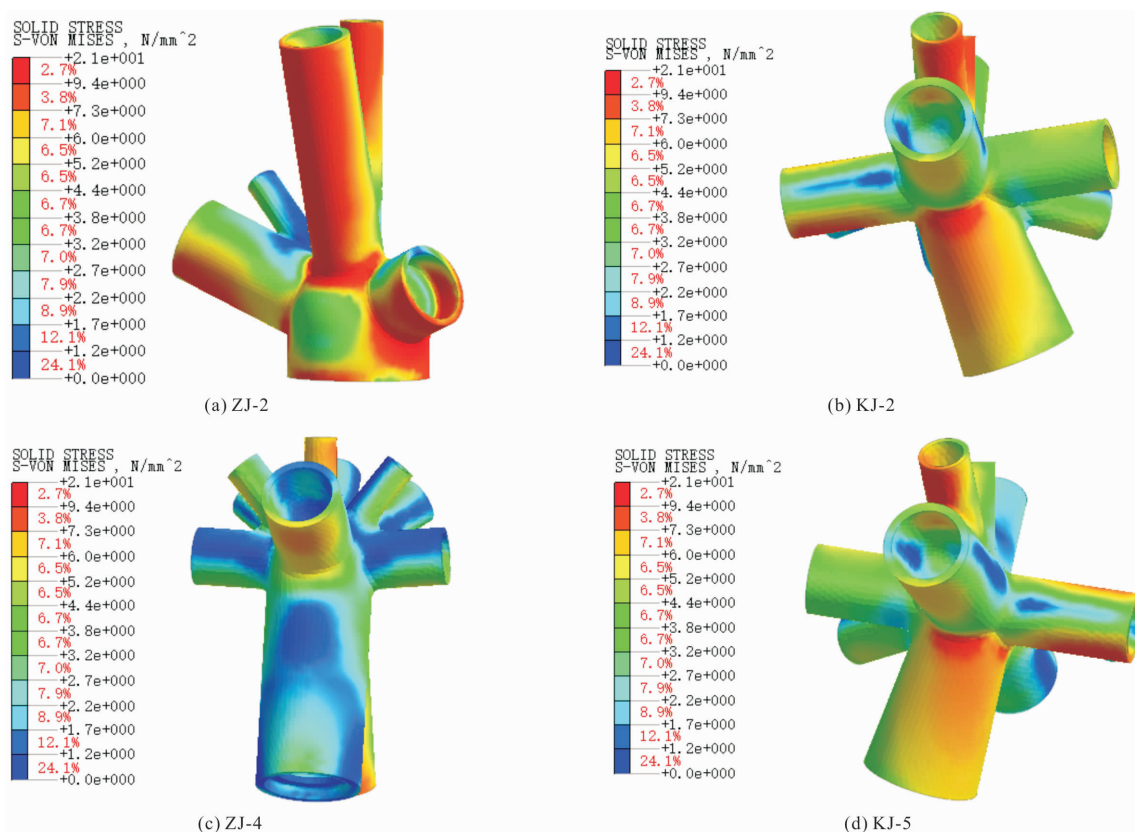 SOLID STRESS
S-VON MISES , N/mm^2
+2.1e+001
2.7%
+9.4e+000
3.8%
+7.3e+000
7.1%
+6.0e+000
6.5%
+5.2e+000
6.5%
+4.4e+000
6.7%
+3.8e+000
6.7%
+3.2e+000
7.0%
+2.7e+000
7.9%
+2.2e+000
8.9%
+1.7e+000
12.1%
+1.2e+000
24.1%
+0.0e+000
(a) ZJ-2
SOLID STRESS
S-VON MISES , N/mm^2
+2.1e+001
2.7%
+9.4e+000
3.8%
+7.3e+000
7.1%
+6.0e+000
6.5%
+5.2e+000
6.5%
+4.4e+000
6.7%
+3.8e+000
6.7%
+3.2e+000
7.0%
+2.7e+000
7.9%
+2.2e+000
8.9%
+1.7e+000
12.1%
+1.2e+000
24.1%
+0.0e+000
(b) KJ-2
SOLID STRESS
S-VON MISES , N/mm^2
+2.1e+001
2.7%
+9.4e+000
3.8%
+7.3e+000
7.1%
+6.0e+000
6.5%
+5.2e+000
6.5%
+4.4e+000
6.7%
+3.8e+000
6.7%
+3.2e+000
7.0%
+2.7e+000
7.9%
+2.2e+000
8.9%
+1.7e+000
12.1%
+1.2e+000
24.1%
+0.0e+000
(c) ZJ-4
SOLID STRESS
S-VON MISES , N/mm^2
+2.1e+001
2.7%
+9.4e+000
3.8%
+7.3e+000
7.1%
+6.0e+000
6.5%
+5.2e+000
6.5%
+4.4e+000
6.7%
+3.8e+000
6.7%
+3.2e+000
7.0%
+2.7e+000
7.9%
+2.2e+000
8.9%
+1.7e+000
12.1%
+1.2e+000
24.1%
+0.0e+000
(d) KJ-5